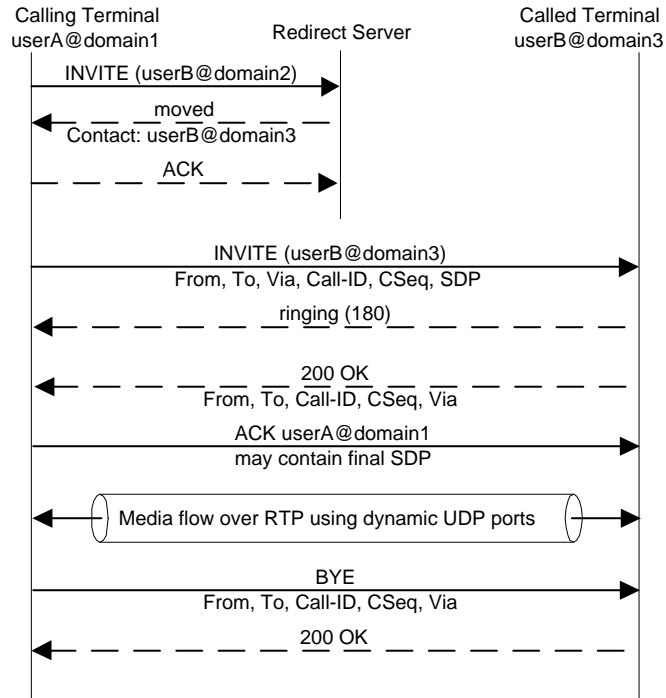 Calling Terminal
userA@domain1
Redirect Server
Called Terminal
userB@domain3
INVITE (userB@domain2)
moved
Contact: userB@domain3
ACK
INVITE (userB@domain3)
From, To, Via, Call-ID, CSeq, SDP
ringing (180)
200 OK
From, To, Call-ID, CSeq, Via
ACK userA@domain1
may contain final SDP
Media flow over RTP using dynamic UDP ports
BYE
From, To, Call-ID, CSeq, Via
200 OK